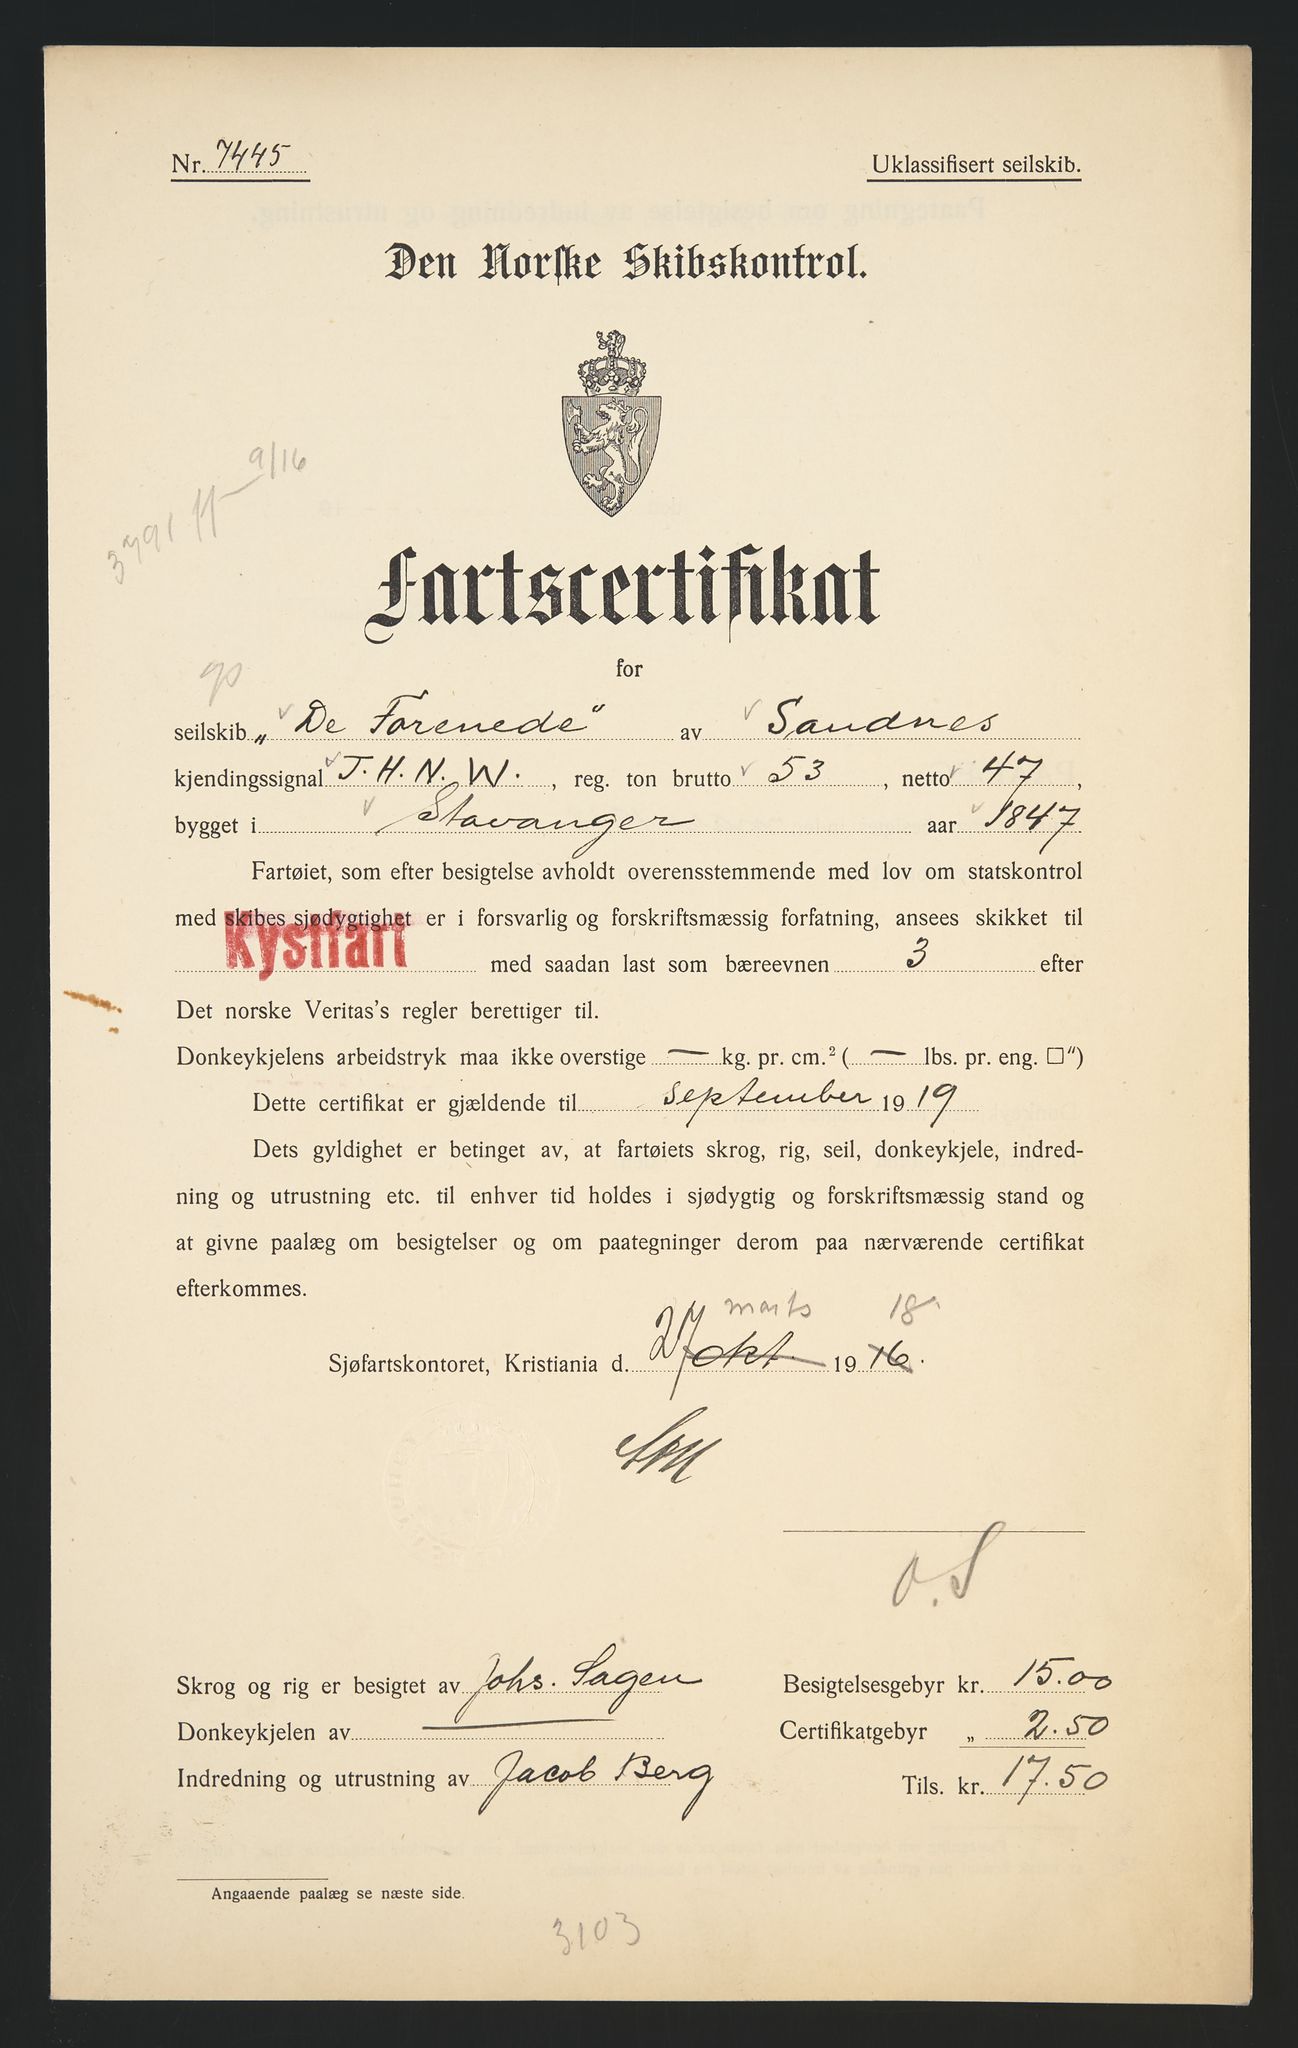 Nr. 7445
Uklassifisert seilskib.
Den Norske Skibskontrol.
9/16
3791
Fartscertifikat
for
seilskib „De Forenede“ av Sandnes
kjendingssignal J. H. N. W. , reg. ton brutto 53 , netto 47 ,
bygget i Stavanger aar 1847
Fartøiet, som efter besigtelse avholdt overensstemmende med lov om statskontrol
med skibes sjødygtighet er i forsvarlig og forskriftsmæssig forfatning, ansees skikket til
Kystfart med saadan last som bæreevnen 3 efter
Det norske Veritas's regler berettiger til.
Donkeykjelens arbeidstryk maa ikke overstige — kg. pr. cm.² ( — lbs. pr. eng. □“)
Dette certifikat er gjældende til september 1919
Dets gyldighet er betinget av, at fartøiets skrog, rig, seil, donkeykjele, indred-
ning og utrustning etc. til enhver tid holdes i sjødygtig og forskriftsmæssig stand og
at givne paalæg om besigtelser og om paategninger derom paa nærværende certifikat
efterkommes.
marts 18
Sjøfartskontoret, Kristiania d. 27 okt. 1916.
O.S
Skrog og rig er besigtet av Johs. Sagen
Besigtelsesgebyr kr. 15.00
Donkeykjelen av —
Certifikatgebyr „ 2.50
Indredning og utrustning av Jacob Berg
Tils. kr. 17.50
Angaaende paalæg se næste side.
3103